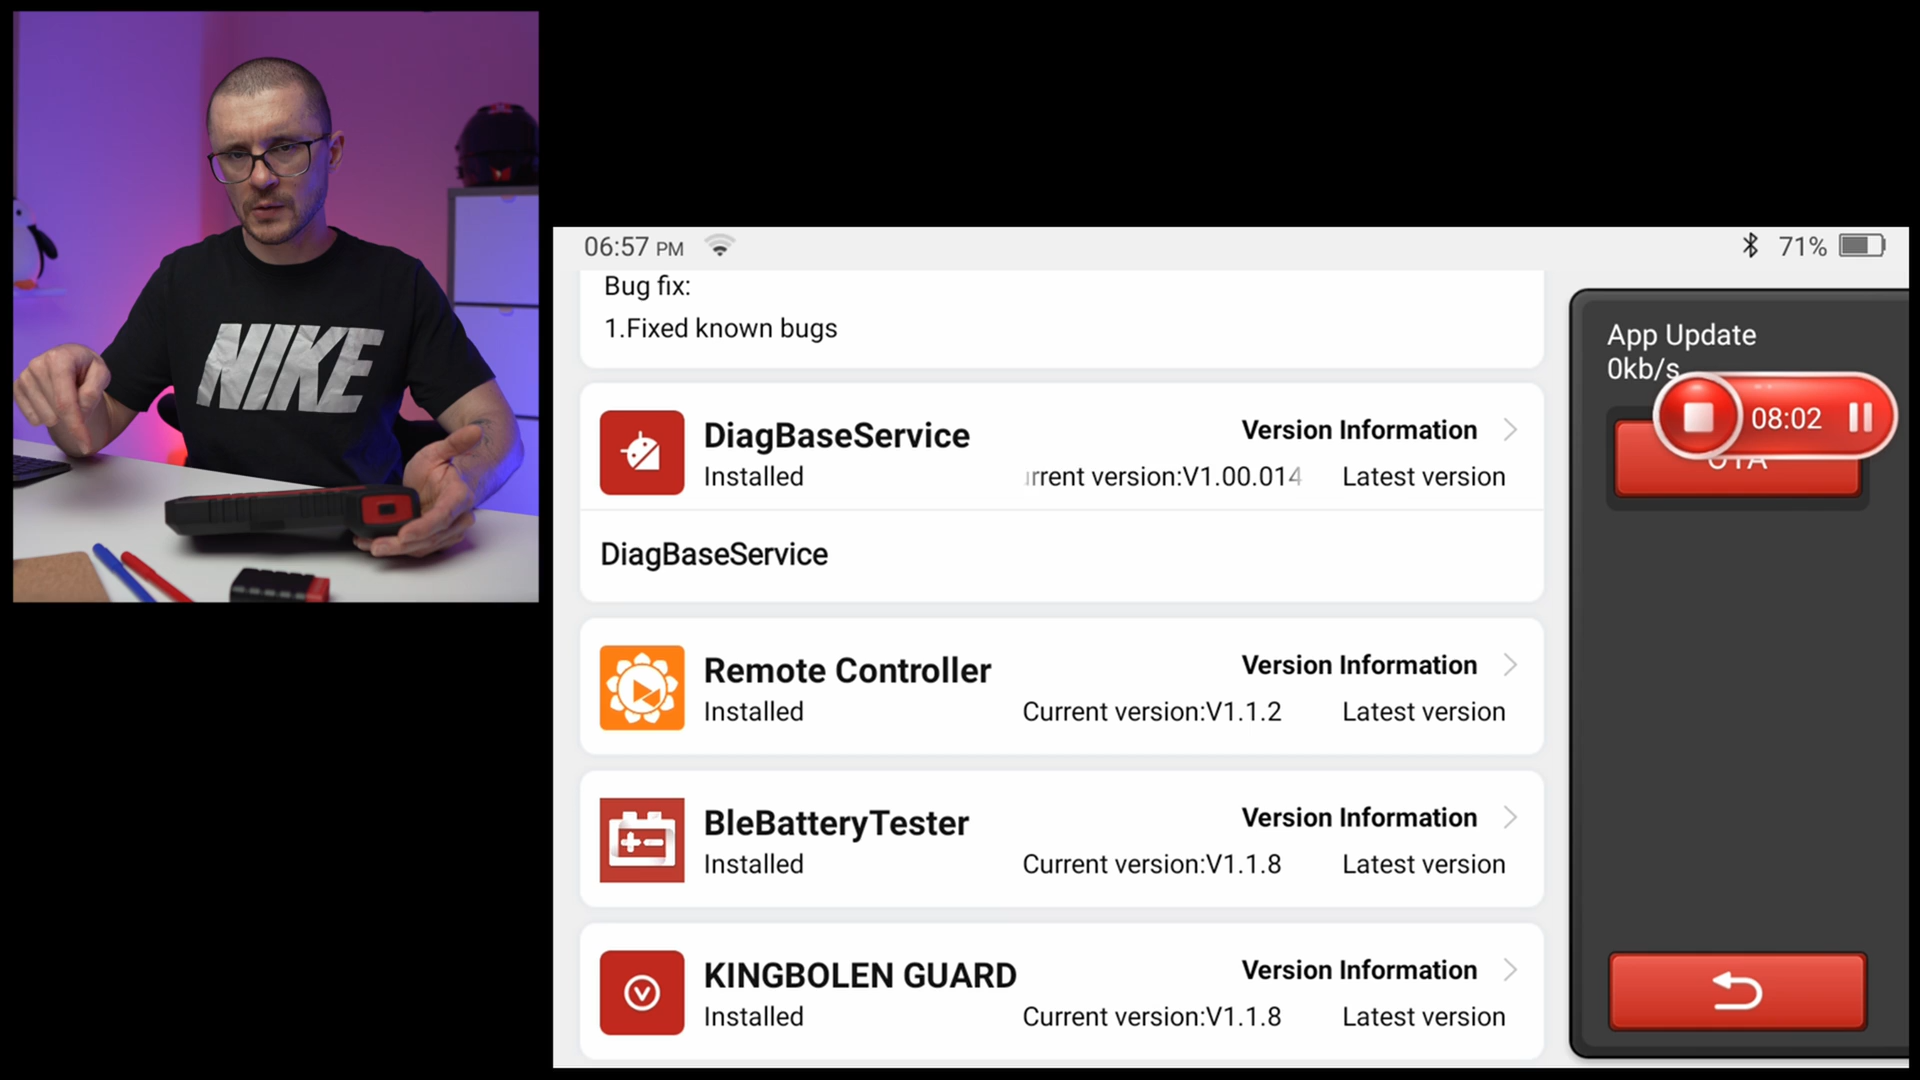 NIKE
06:57 PM
71%
Bug fix:
1.Fixed known bugs
DiagBaseService
Version Information
Installed
urrent version:V1.00.014
Latest version
DiagBaseService
Remote Controller
Version Information
Installed
Current version:V1.1.2
Latest version
BleBatteryTester
Version Information
Installed
Current version:V1.1.8
Latest version
KINGBOLEN GUARD
Version Information
Installed
Current version:V1.1.8
Latest version
App Update
0kb/s
08:02
OTA